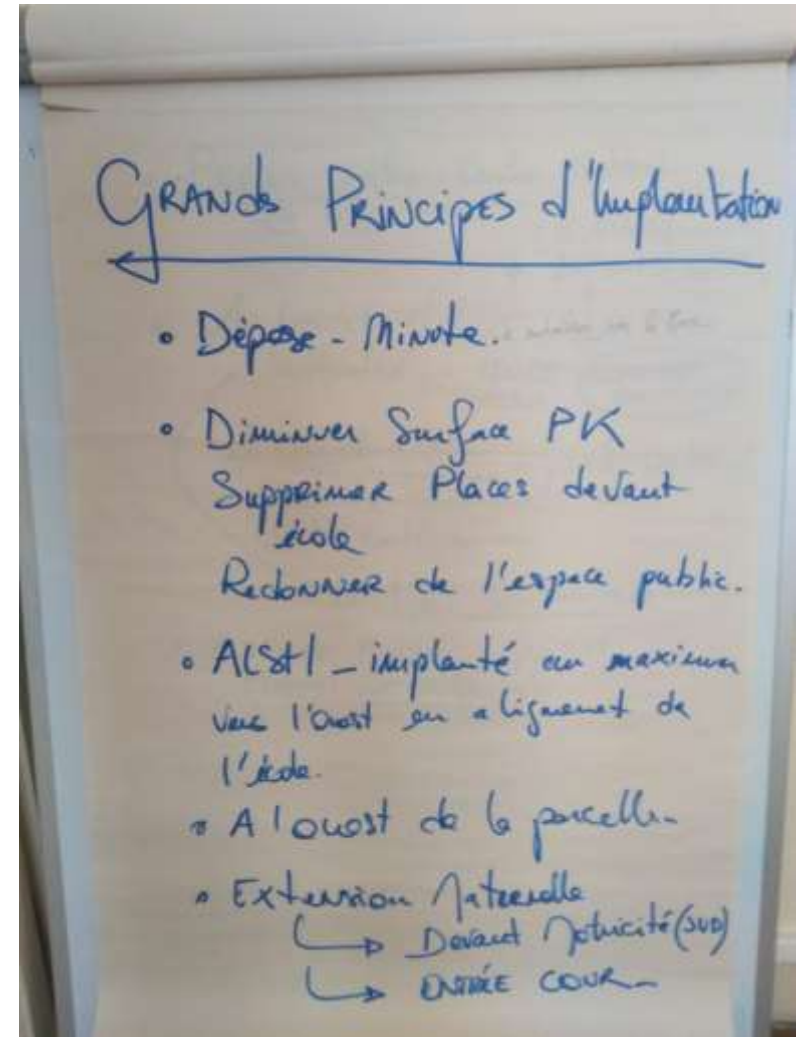 GRANDS PRINCIPES d'Implantation
• Dépose - Minute.
• Diminuer Surface PK
Supprimer Places devant
école
Redonner de l'espace public.
• ALSH - implanté au maximum
vers l'ouest en alignement de
l'école.
• A l'ouest de la parcelle -
• Extension Maternelle
↳ Devant Motricité (SUD)
↳ ENTRÉE COUR -